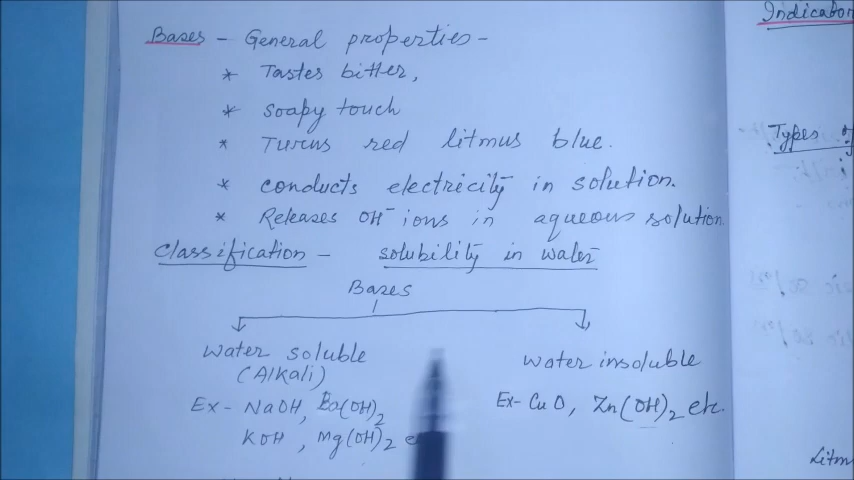 Bases - General properties -
* Tastes bitter,
* soapy touch
* Turns red litmus blue.
* conducts electricity in solution.
* Releases OH⁻ ions in aqueous solution.
Classification - solubility in water
Bases
Water soluble
(Alkali)
Ex - NaOH, Ba(OH)₂
KOH, Mg(OH)₂ e
Water insoluble
Ex - CuO, Zn(OH)₂ etc.
Indicator
Types
Litm